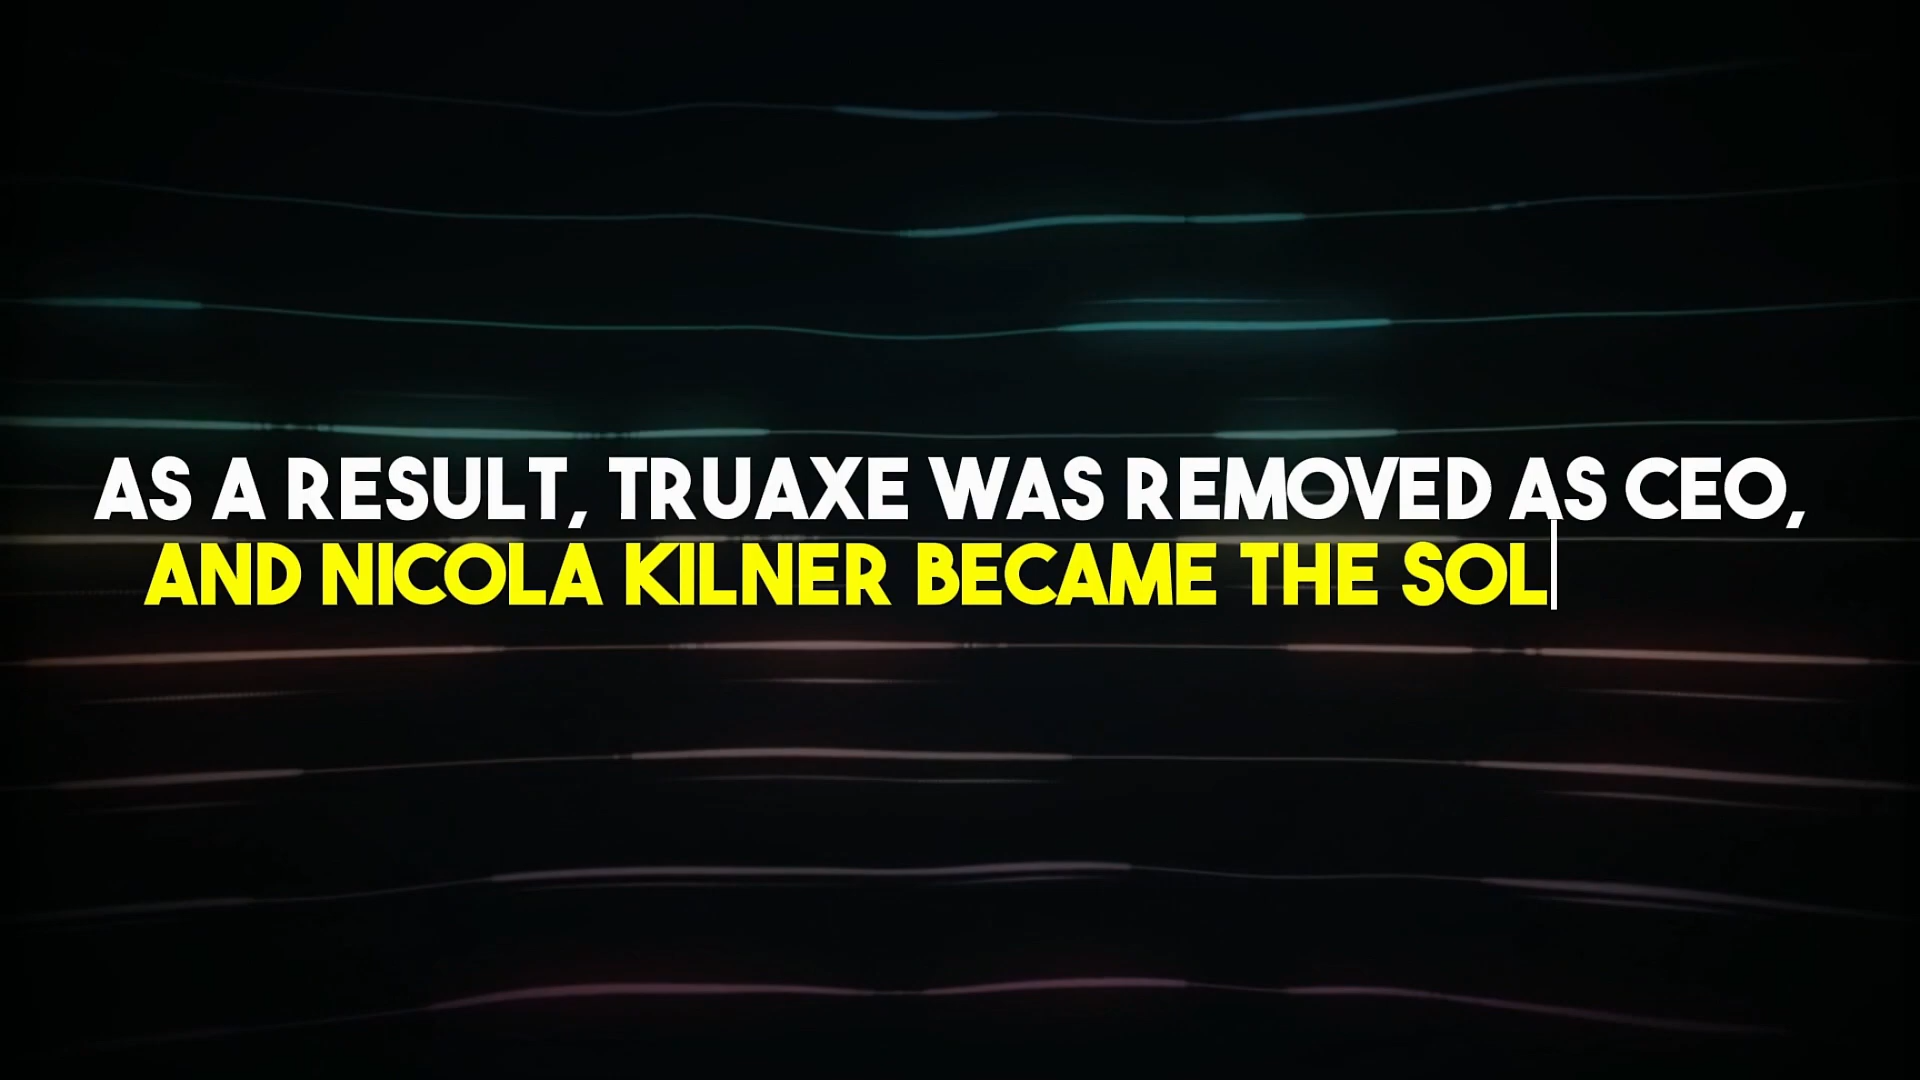 AS A RESULT, TRUAXE WAS REMOVED AS CEO,
AND NICOLA KILNER BECAME THE SOL